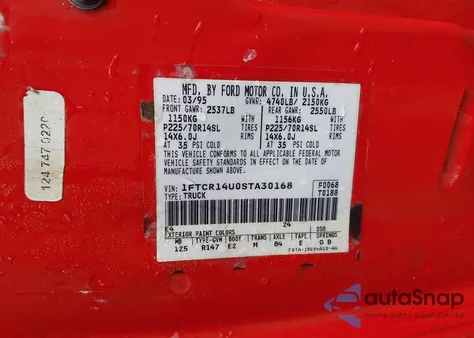 MFD. BY FORD MOTOR CO. IN U.S.A.
DATE: 03/95 GVWR: 4740LB/ 2150KG
FRONT GAWR: 2537LB REAR GAWR: 2550LB
1150KG WITH 1156KG WITH
P225/70R14SL TIRES P225/70R14SL TIRES
14X6.0J RIMS 14X6.0J RIMS
AT 35 PSI COLD AT 35 PSI COLD
THIS VEHICLE CONFORMS TO ALL APPLICABLE FEDERAL MOTOR
VEHICLE SAFETY STANDARDS IN EFFECT ON THE DATE OF
MANUFACTURE SHOWN ABOVE.
VIN: 1FTCR14U0STA30168
TYPE: TRUCK
F0068
T0188
E4 24
EXTERIOR PAINT COLORS DSO
WB TYPE-GVW BODY TRANS AXLE
125 R147 E2 M 84 E G B
124 747 0220
autoSnap